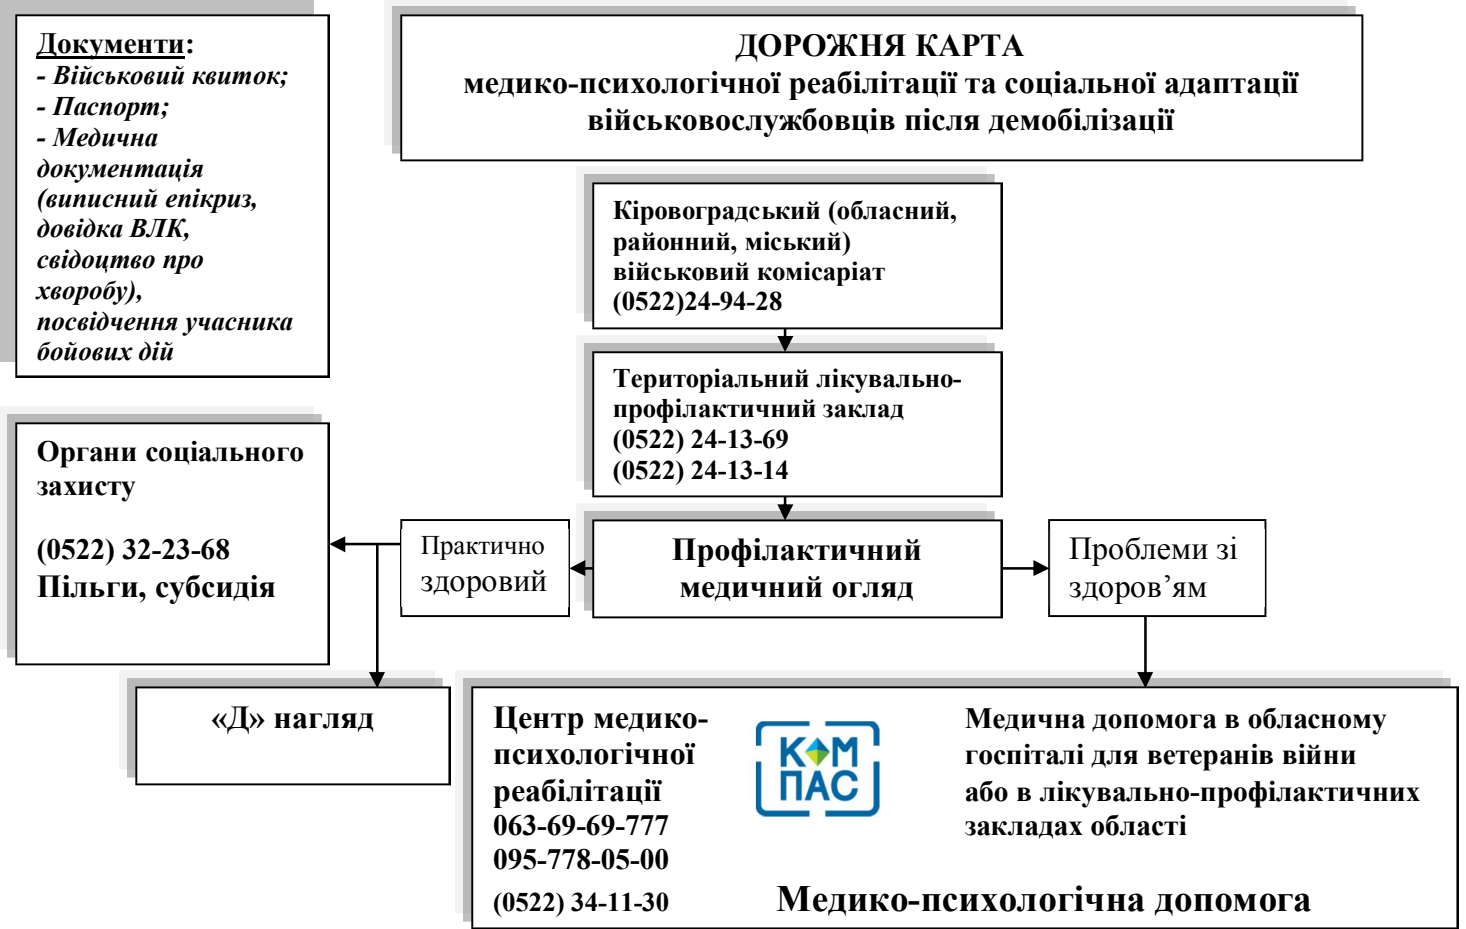 Документи:
- Військовий квиток;
- Паспорт;
- Медична
документація
(виписний епікриз,
довідка ВЛК,
свідоцтво про
хворобу),
посвідчення учасника
бойових дій
ДОРОЖНЯ КАРТА
медико-психологічної реабілітації та соціальної адаптації
військовослужбовців після демобілізації
Кіровоградський (обласний,
районний, міський)
військовий комісаріат
(0522)24-94-28
Територіальний лікувально-
профілактичний заклад
(0522) 24-13-69
(0522) 24-13-14
Органи соціального
захисту
(0522) 32-23-68
Пільги, субсидія
Практично
здоровий
Профілактичний
медичний огляд
Проблеми зі
здоров’ям
«Д» нагляд
Центр медико-
психологічної
реабілітації
063-69-69-777
095-778-05-00
(0522) 34-11-30
КОМ
ПАС
Медична допомога в обласному
госпіталі для ветеранів війни
або в лікувально-профілактичних
закладах області
Медико-психологічна допомога